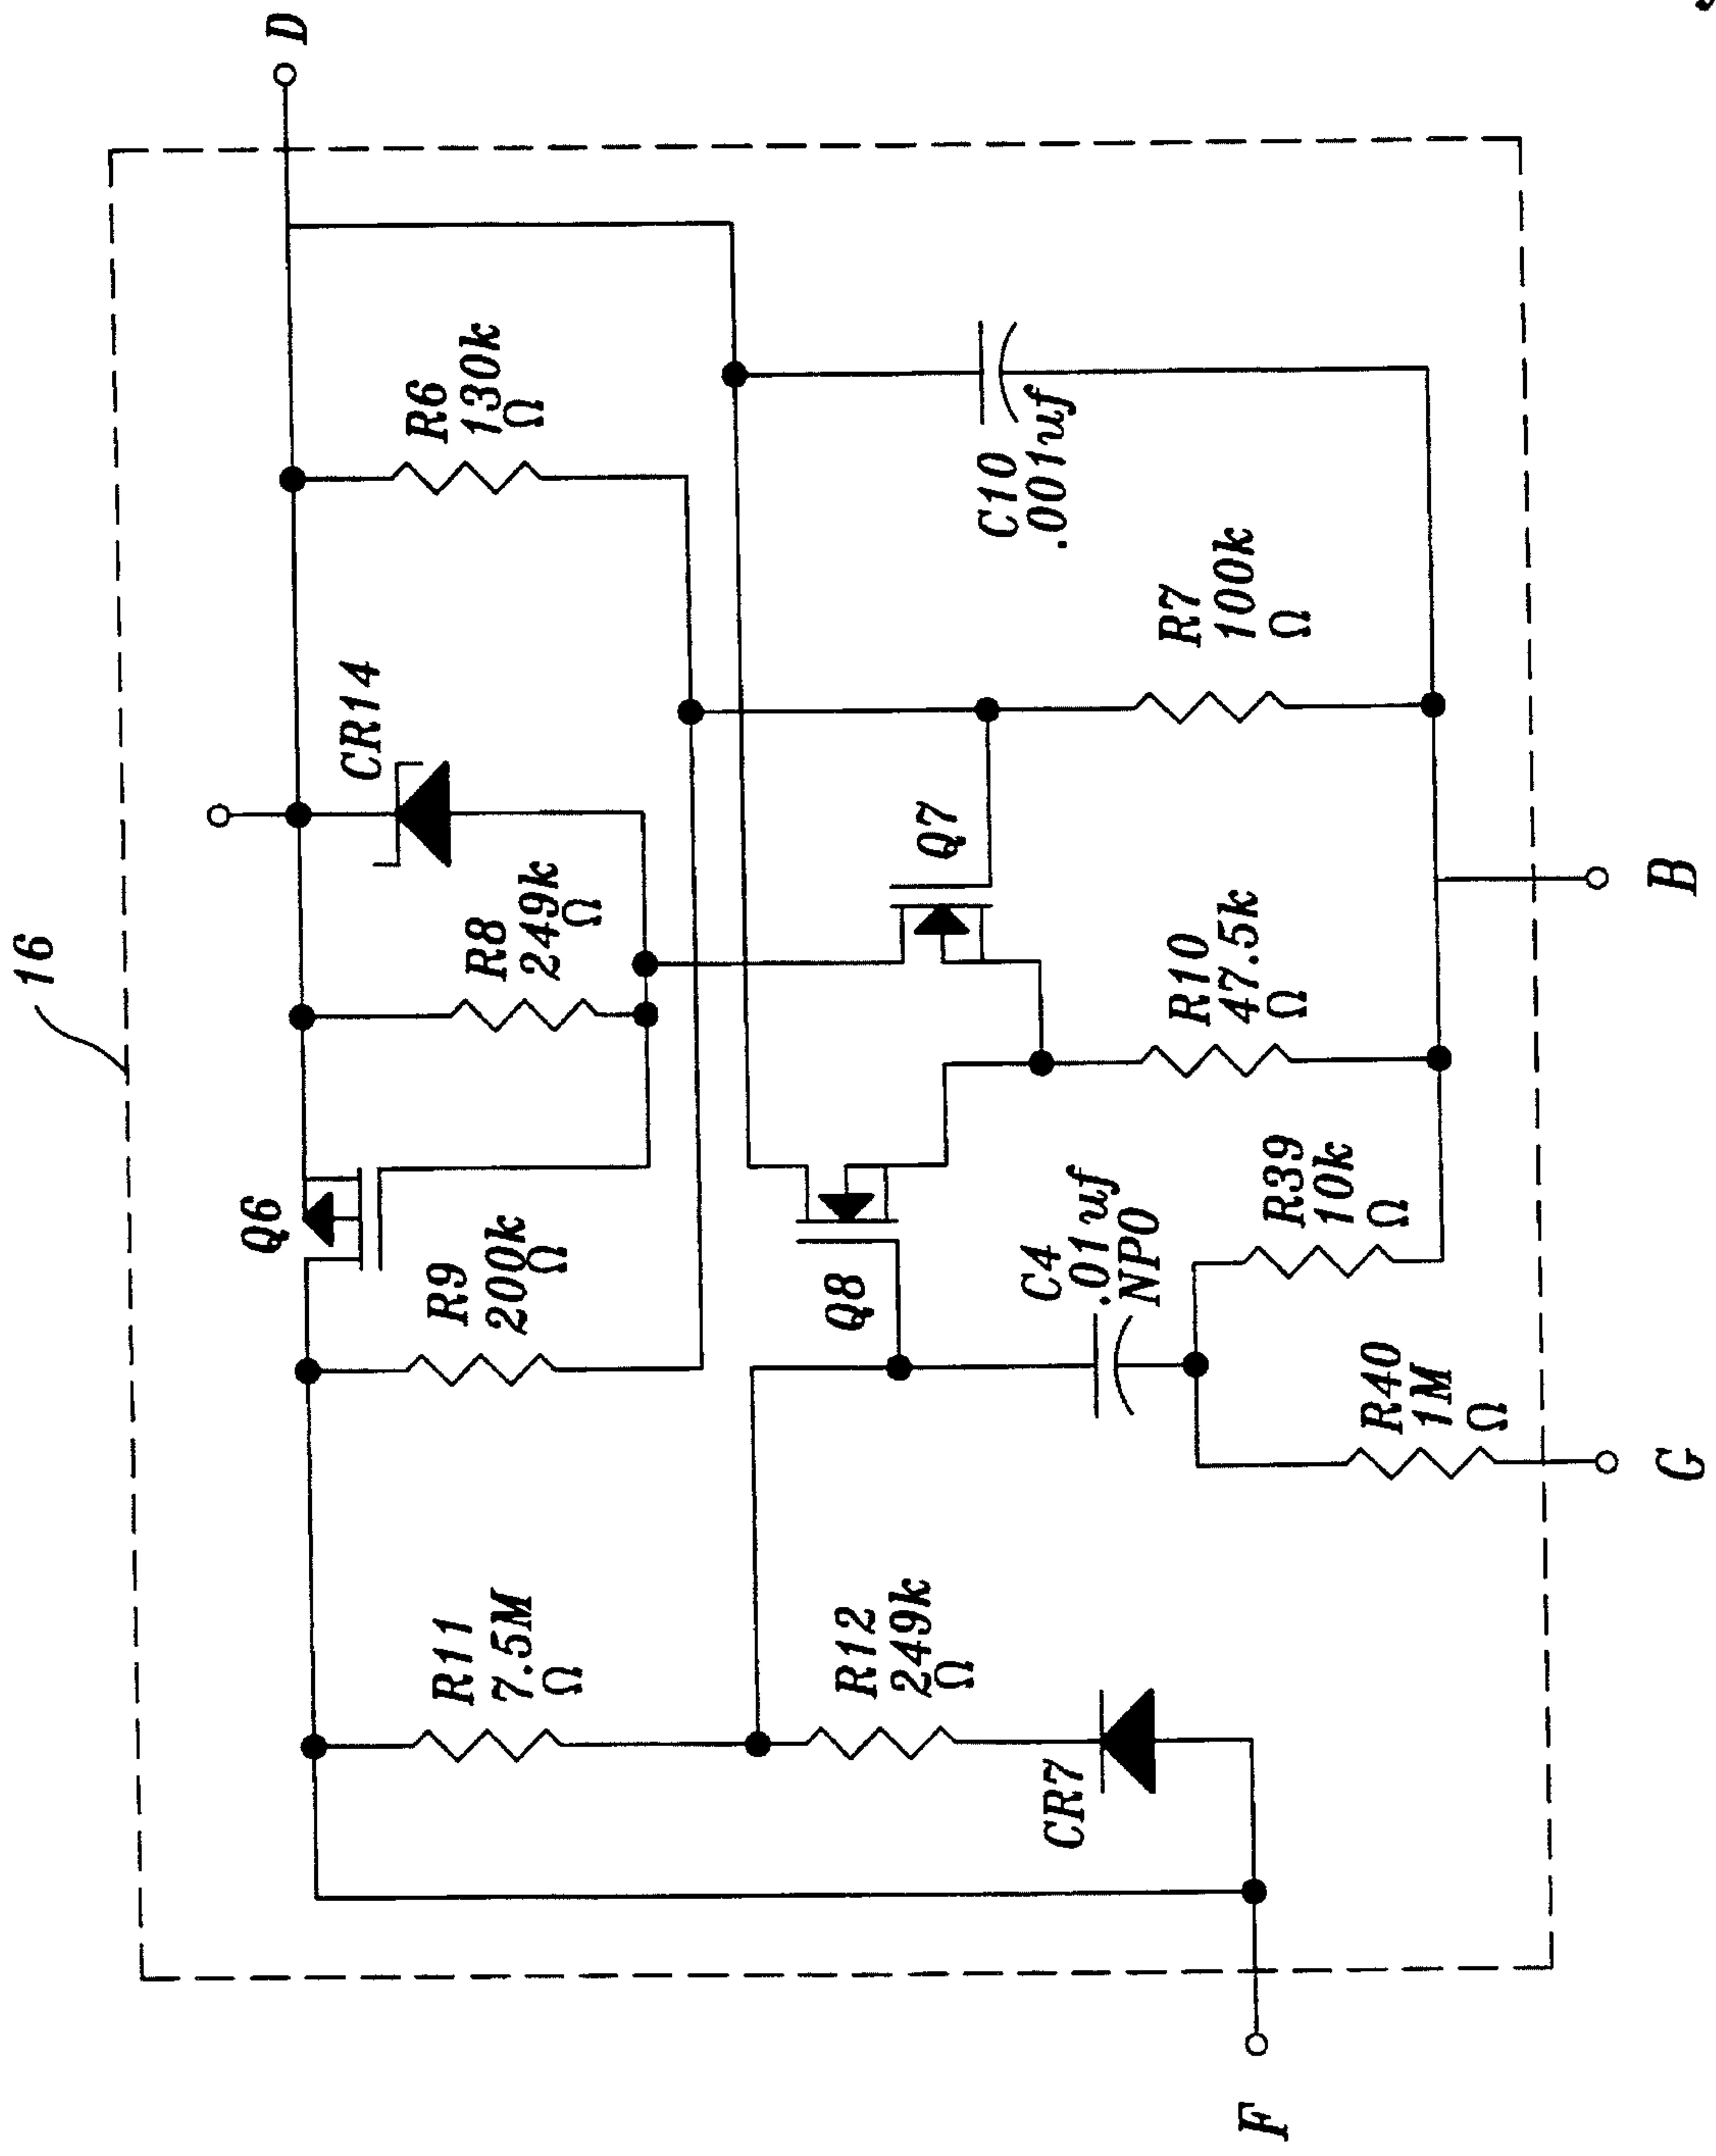 16
D
Q6
CR14
R11
7.5M
Ω
R9
200k
Ω
R8
249k
Ω
R6
130k
Ω
R12
249k
Ω
Q8
Q7
C10
.001uf
CR7
C4
.01uf
NPO
R10
47.5k
Ω
R7
100k
Ω
R39
10k
Ω
R40
1M
Ω
F
G
B